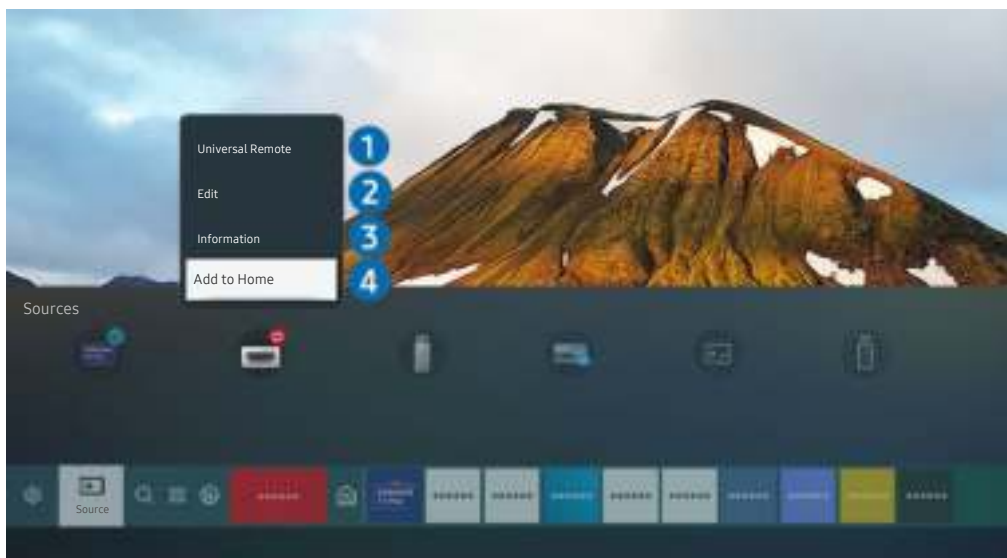 Universal Remote
1
Edit
2
Information
3
Add to Home
4
Sources
Source